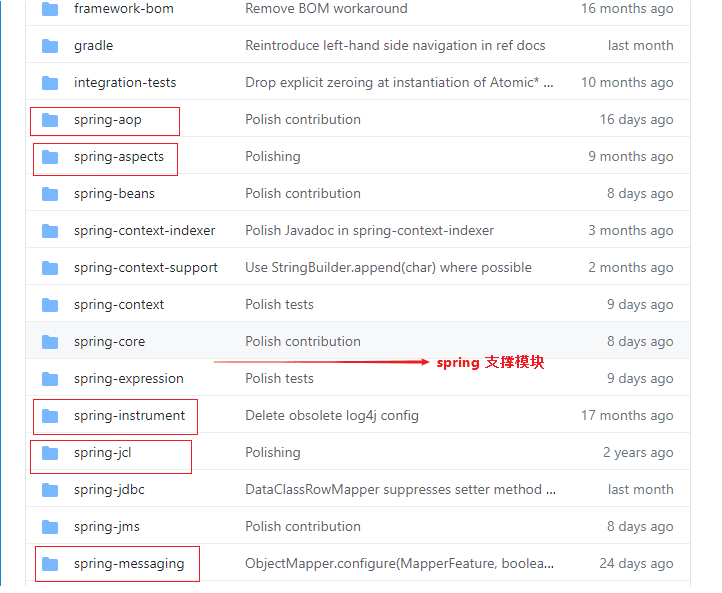 framework-bom Remove BOM workaround 16 months ago
gradle Reintroduce left-hand side navigation in ref docs last month
integration-tests Drop explicit zeroing at instantiation of Atomic* ... 10 months ago
spring-aop Polish contribution 16 days ago
spring-aspects Polishing 9 months ago
spring-beans Polish contribution 8 days ago
spring-context-indexer Polish Javadoc in spring-context-indexer 3 months ago
spring-context-support Use StringBuilder.append(char) where possible 2 months ago
spring-context Polish tests 9 days ago
spring-core Polish contribution 8 days ago
spring 支撑模块
spring-expression Polish tests 9 days ago
spring-instrument Delete obsolete log4j config 17 months ago
spring-jcl Polishing 2 years ago
spring-jdbc DataClassRowMapper suppresses setter method ... last month
spring-jms Polish contribution 8 days ago
spring-messaging ObjectMapper.configure(MapperFeature, boolea... 24 days ago